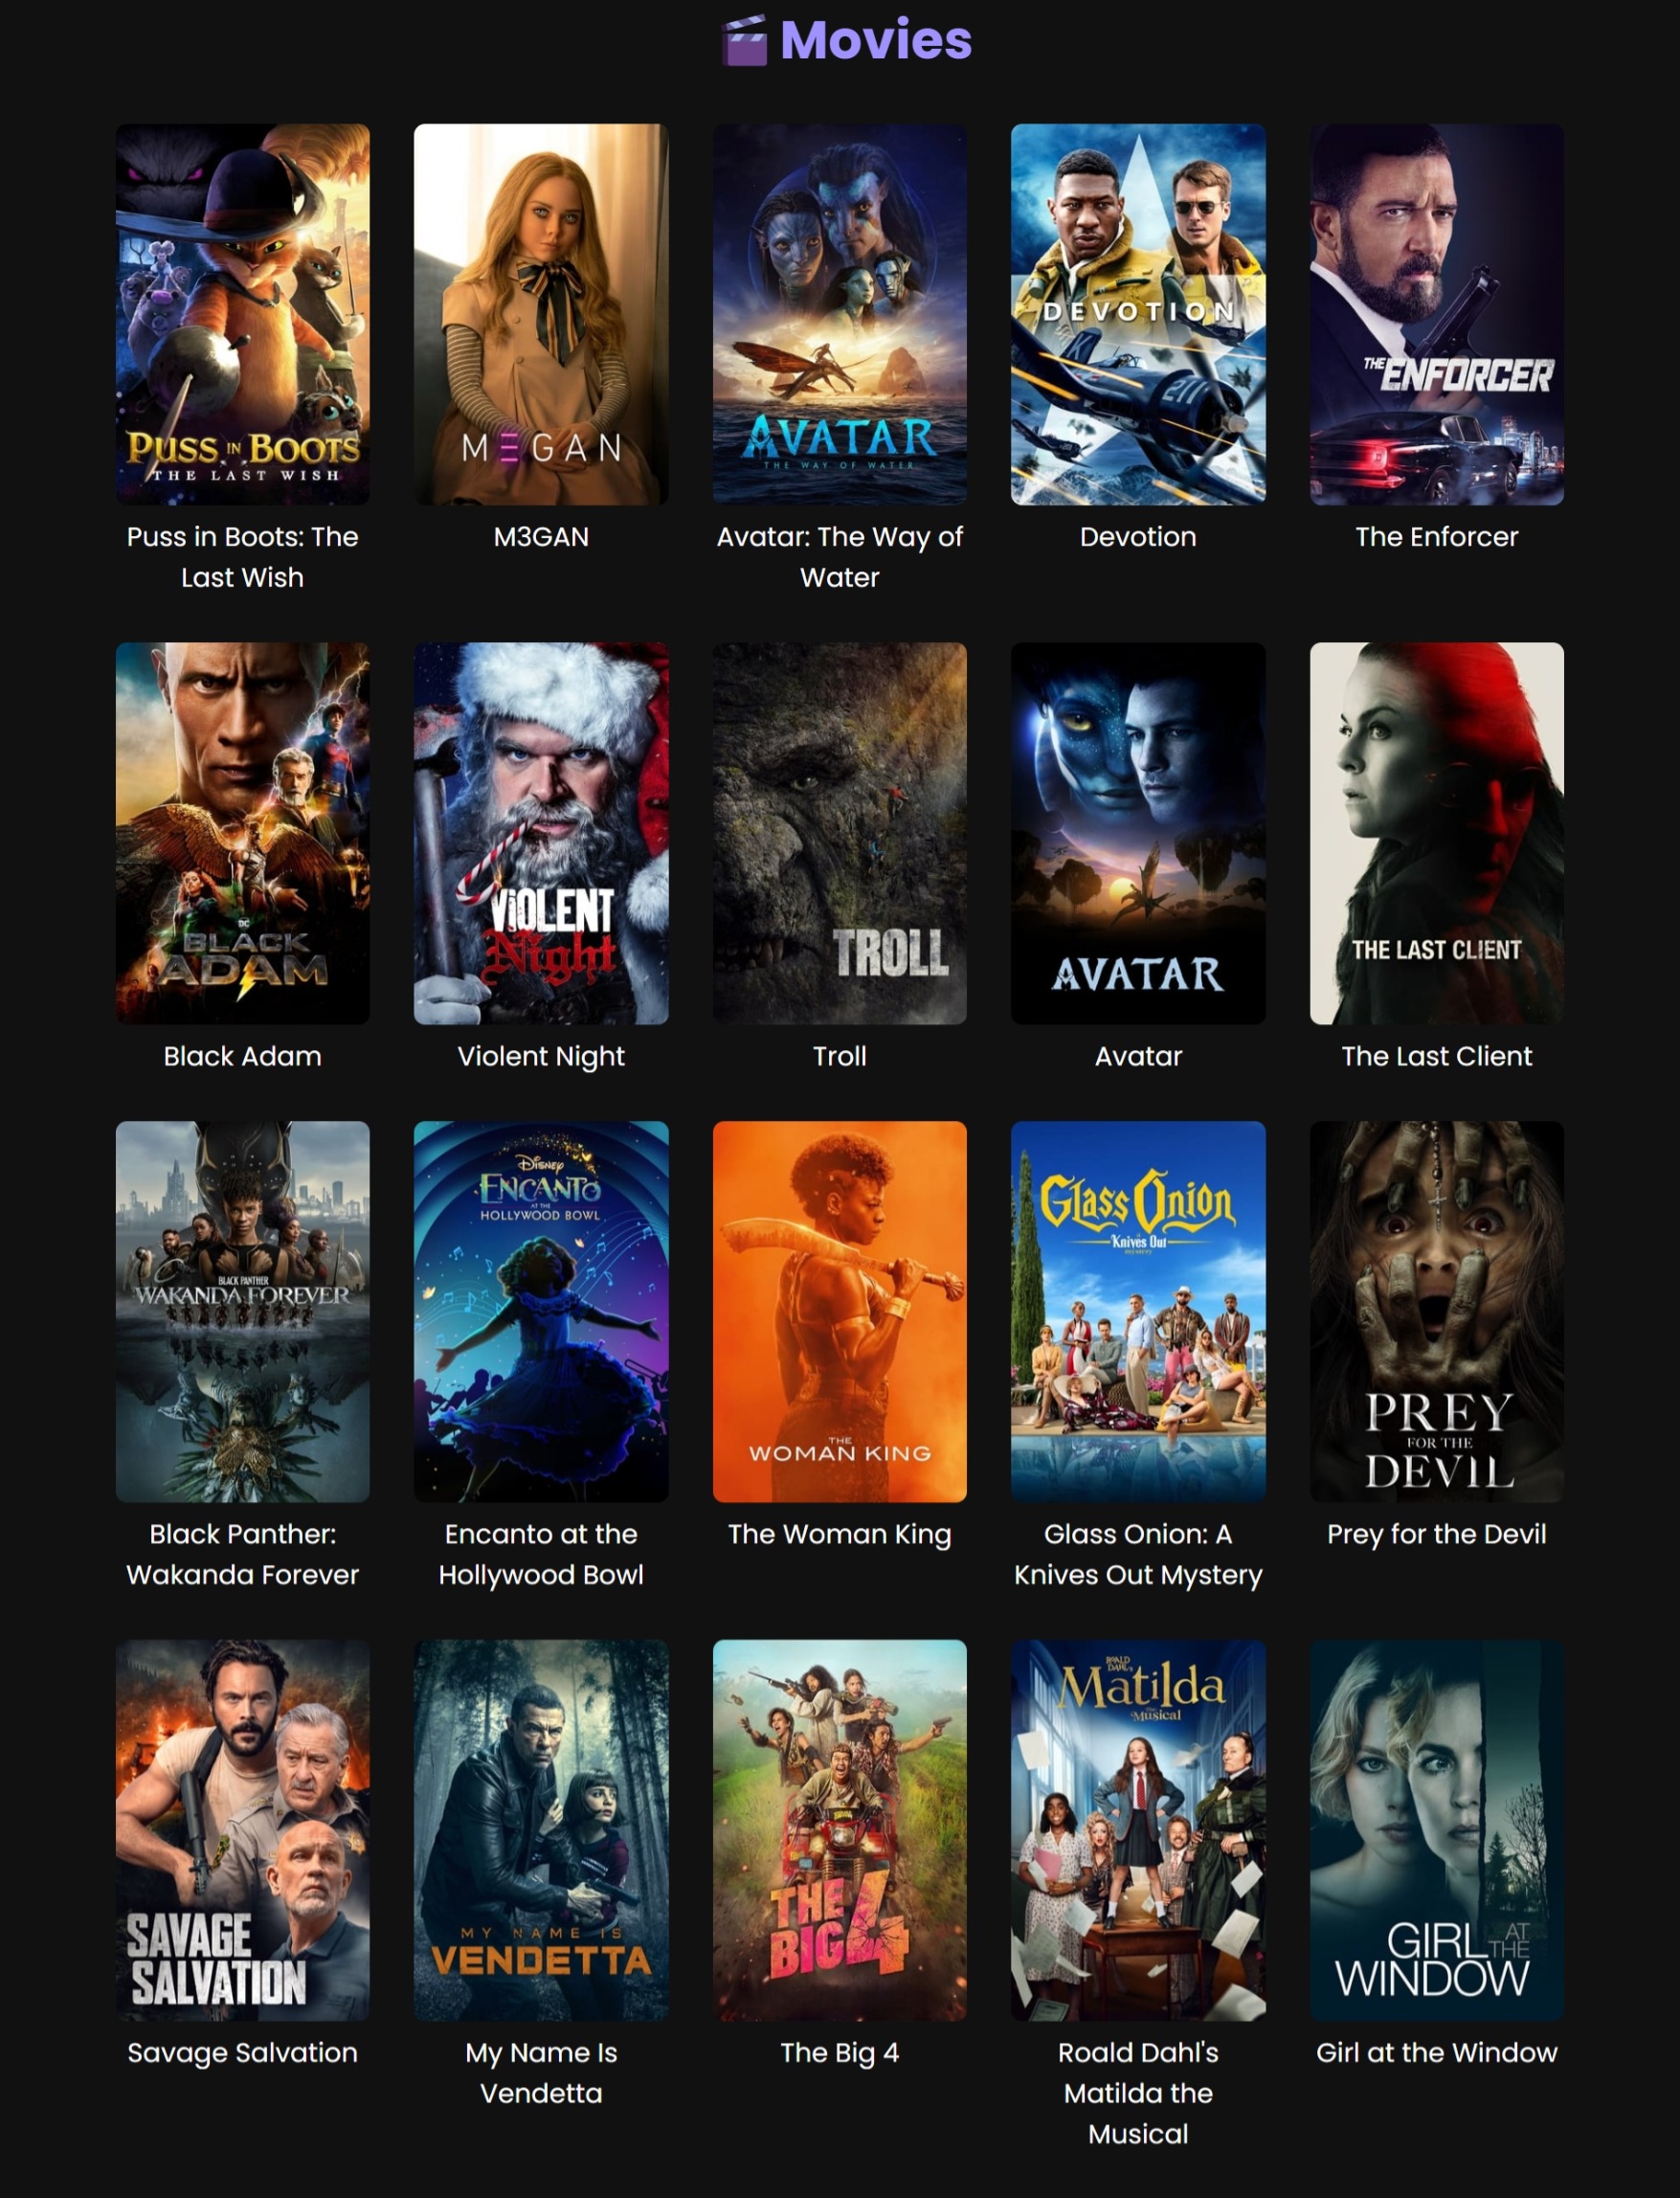 Movies
PUSS IN BOOTS
THE LAST WISH
Puss in Boots: The
Last Wish
M3GAN
M3GAN
AVATAR
THE WAY OF WATER
Avatar: The Way of
Water
DEVOTION
K
211
Devotion
THE ENFORCER
The Enforcer
DC
BLACK
ADAM
Black Adam
VIOLENT
Night
Violent Night
TROLL
Troll
AVATAR
Avatar
THE LAST CLIENT
The Last Client
BLACK PANTHER
WAKANDA FOREVER
Black Panther:
Wakanda Forever
Disney
ENCANTO
AT THE
HOLLYWOOD BOWL
Encanto at the
Hollywood Bowl
THE
WOMAN KING
The Woman King
Glass Onion
A
Knives Out
mystery
Glass Onion: A
Knives Out Mystery
PREY
FOR THE
DEVIL
Prey for the Devil
SAVAGE
SALVATION
Savage Salvation
MY NAME IS
VENDETTA
My Name Is
Vendetta
THE
BIG 4
The Big 4
ROALD
DAHL'S
Matilda
the
Musical
Roald Dahl's
Matilda the
Musical
GIRL AT
THE
WINDOW
Girl at the Window